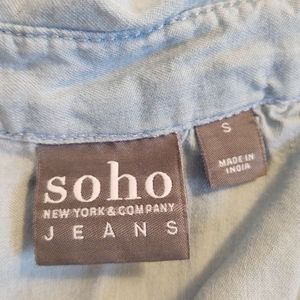 soho
NEW YORK & COMPANY
JEANS
S
MADE IN
INDIA